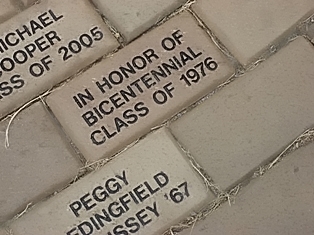 MICHAEL
COOPER
SS OF 2005
IN HONOR OF
BICENTENNIAL
CLASS OF 1976
PEGGY
EDINGFIELD
SSEY '67